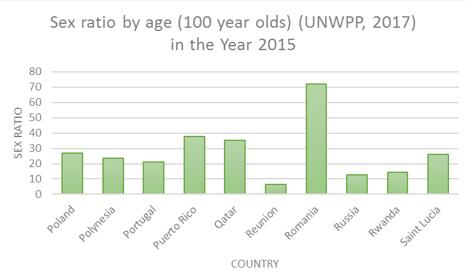 Sex ratio by age (100 year olds) (UNWPP, 2017)
in the Year 2015
80
70
60
50
40
30
20
10
0
SEX RATIO
Poland
Polynesia
Portugal
Puerto Rico
Qatar
Reunion
Romania
Russia
Rwanda
Saint Lucia
COUNTRY